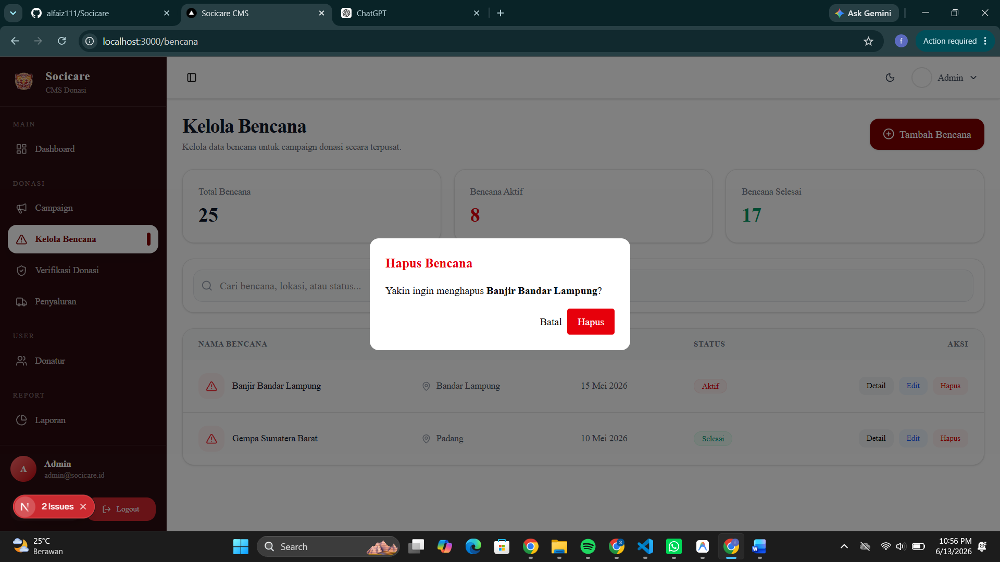 alfaiz111/Socicare
Socicare CMS
ChatGPT
Ask Gemini
localhost:3000/bencana
f
Action required
Socicare
CMS Donasi
MAIN
Dashboard
DONASI
Campaign
Kelola Bencana
Verifikasi Donasi
Penyaluran
USER
Donatur
REPORT
Laporan
A
Admin
admin@socicare.id
N
2 Issues
Logout
Admin
Kelola Bencana
Kelola data bencana untuk campaign donasi secara terpusat.
Tambah Bencana
Total Bencana
25
Bencana Aktif
8
Bencana Selesai
17
Cari bencana, lokasi, atau status...
Hapus Bencana
Yakin ingin menghapus Banjir Bandar Lampung?
Batal
Hapus
NAMA BENCANA
STATUS
AKSI
Banjir Bandar Lampung
Bandar Lampung
15 Mei 2026
Aktif
Detail
Edit
Hapus
Gempa Sumatera Barat
Padang
10 Mei 2026
Selesai
Detail
Edit
Hapus
25°C
Berawan
Search
10:56 PM
6/13/2026